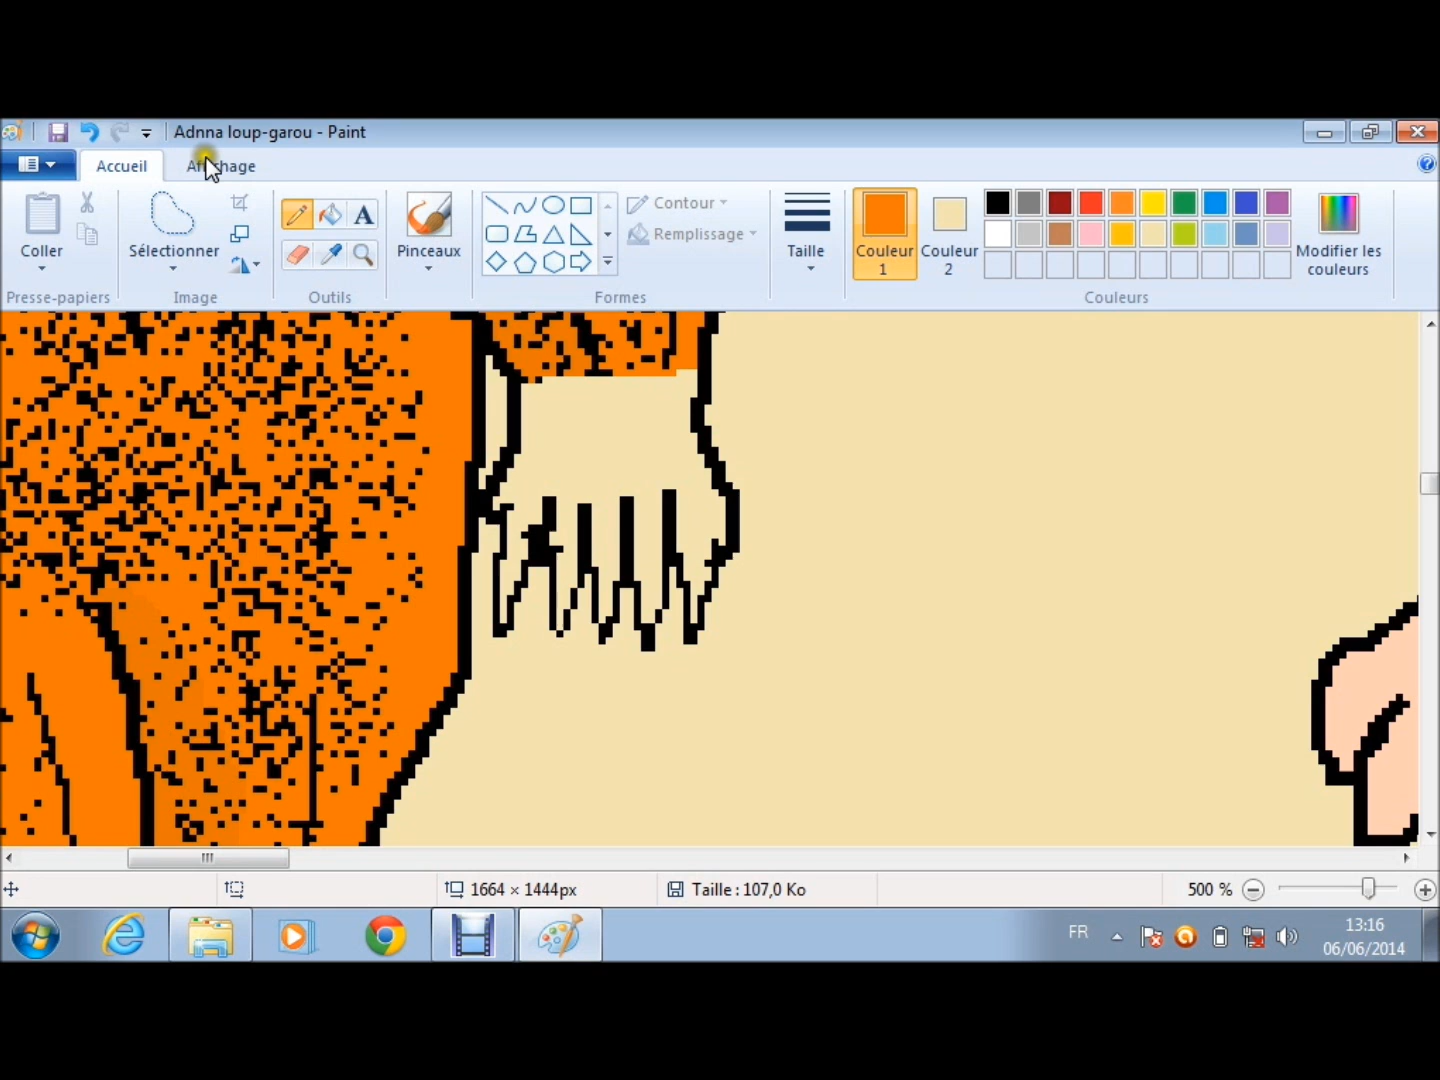 Adnna loup-garou - Paint
Accueil
Affichage
Coller
Sélectionner
A
Pinceaux
Contour
Remplissage
Taille
Couleur 1
Couleur 2
Modifier les couleurs
Presse-papiers
Image
Outils
Formes
Couleurs
1664 × 1444px
Taille : 107,0 Ko
500 %
FR
13:16
06/06/2014